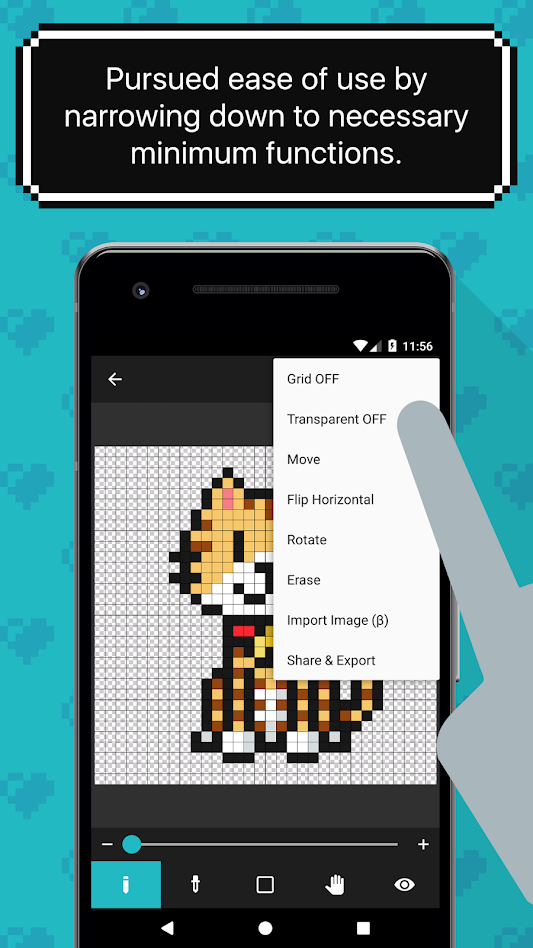 Pursued ease of use by
narrowing down to necessary
minimum functions.
11:56
Grid OFF
Transparent OFF
Move
Flip Horizontal
Rotate
Erase
Import Image (β)
Share & Export